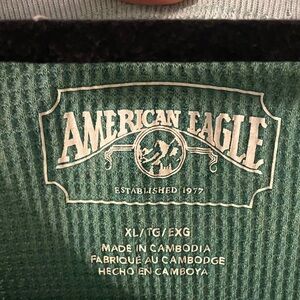 AMERICAN EAGLE
ESTABLISHED 1977
XL/TG/EXG
MADE IN CAMBODIA
FABRIQUÉ AU CAMBODGE
HECHO EN CAMBOYA